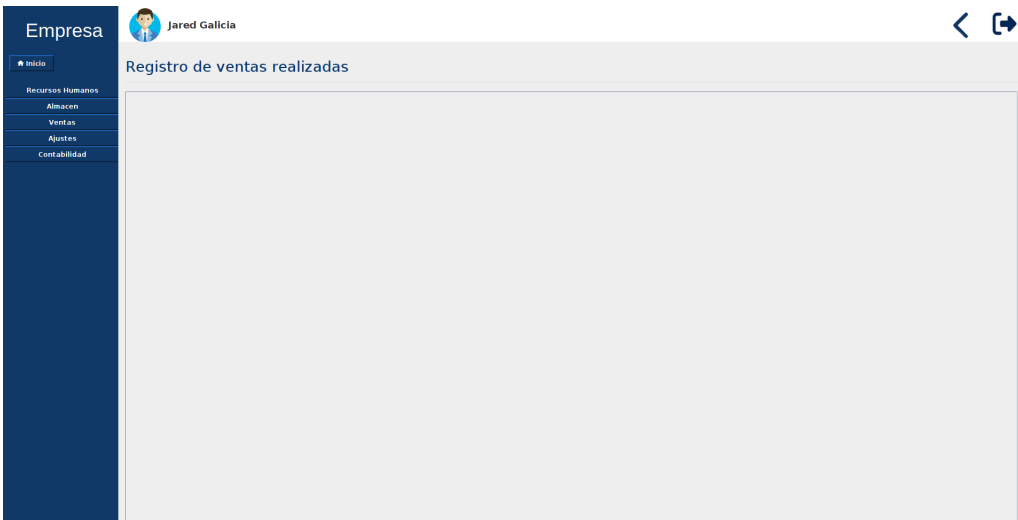 Empresa
Jared Galicia
Inicio
Registro de ventas realizadas
Recursos Humanos
Almacen
Ventas
Ajustes
Contabilidad